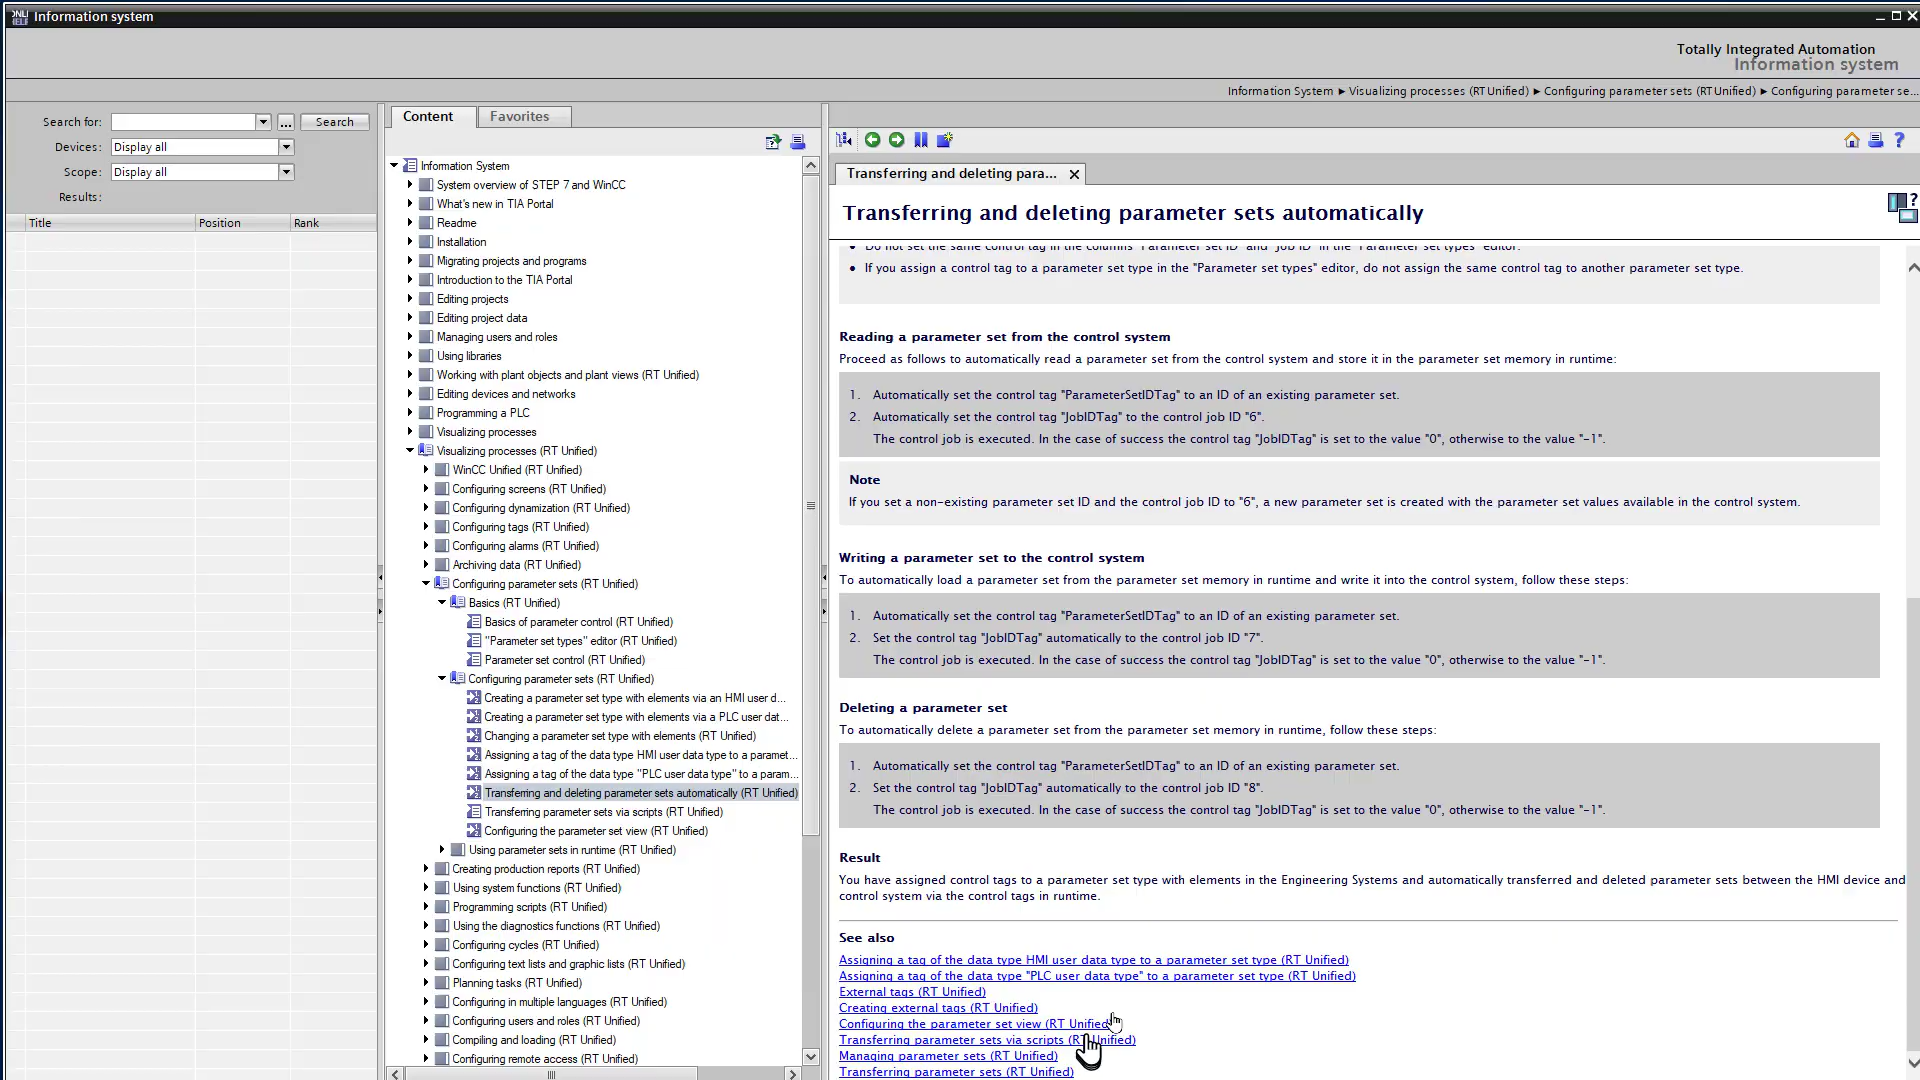 Information system
Totally Integrated Automation
Information system
Information System ▶ Visualizing processes (RT Unified) ▶ Configuring parameter sets (RT Unified) ▶ Configuring parameter se...
Search for:
...
Search
Devices:
Display all
Scope:
Display all
Results:
Title
Position
Rank
Content
Favorites
Information System
System overview of STEP 7 and WinCC
What's new in TIA Portal
Readme
Installation
Migrating projects and programs
Introduction to the TIA Portal
Editing projects
Editing project data
Managing users and roles
Using libraries
Working with plant objects and plant views (RT Unified)
Editing devices and networks
Programming a PLC
Visualizing processes
Visualizing processes (RT Unified)
WinCC Unified (RT Unified)
Configuring screens (RT Unified)
Configuring dynamization (RT Unified)
Configuring tags (RT Unified)
Configuring alarms (RT Unified)
Archiving data (RT Unified)
Configuring parameter sets (RT Unified)
Basics (RT Unified)
Basics of parameter control (RT Unified)
"Parameter set types" editor (RT Unified)
Parameter set control (RT Unified)
Configuring parameter sets (RT Unified)
Creating a parameter set type with elements via an HMI user d...
Creating a parameter set type with elements via a PLC user dat...
Changing a parameter set type with elements (RT Unified)
Assigning a tag of the data type HMI user data type to a paramet...
Assigning a tag of the data type "PLC user data type" to a param...
Transferring and deleting parameter sets automatically (RT Unified)
Transferring parameter sets via scripts (RT Unified)
Configuring the parameter set view (RT Unified)
Using parameter sets in runtime (RT Unified)
Creating production reports (RT Unified)
Using system functions (RT Unified)
Programming scripts (RT Unified)
Using the diagnostics functions (RT Unified)
Configuring cycles (RT Unified)
Configuring text lists and graphic lists (RT Unified)
Planning tasks (RT Unified)
Configuring in multiple languages (RT Unified)
Configuring users and roles (RT Unified)
Compiling and loading (RT Unified)
Configuring remote access (RT Unified)
Transferring and deleting para...
Transferring and deleting parameter sets automatically
• Do not set the same control tag in the columns "Parameter set ID" and "Job ID" in the "Parameter set types" editor.
• If you assign a control tag to a parameter set type in the "Parameter set types" editor, do not assign the same control tag to another parameter set type.
Reading a parameter set from the control system
Proceed as follows to automatically read a parameter set from the control system and store it in the parameter set memory in runtime:
1. Automatically set the control tag "ParameterSetIDTag" to an ID of an existing parameter set.
2. Automatically set the control tag "JobIDTag" to the control job ID "6".
The control job is executed. In the case of success the control tag "JobIDTag" is set to the value "0", otherwise to the value "-1".
Note
If you set a non-existing parameter set ID and the control job ID to "6", a new parameter set is created with the parameter set values available in the control system.
Writing a parameter set to the control system
To automatically load a parameter set from the parameter set memory in runtime and write it into the control system, follow these steps:
1. Automatically set the control tag "ParameterSetIDTag" to an ID of an existing parameter set.
2. Set the control tag "JobIDTag" automatically to the control job ID "7".
The control job is executed. In the case of success the control tag "JobIDTag" is set to the value "0", otherwise to the value "-1".
Deleting a parameter set
To automatically delete a parameter set from the parameter set memory in runtime, follow these steps:
1. Automatically set the control tag "ParameterSetIDTag" to an ID of an existing parameter set.
2. Set the control tag "JobIDTag" automatically to the control job ID "8".
The control job is executed. In the case of success the control tag "JobIDTag" is set to the value "0", otherwise to the value "-1".
Result
You have assigned control tags to a parameter set type with elements in the Engineering Systems and automatically transferred and deleted parameter sets between the HMI device and
control system via the control tags in runtime.
See also
Assigning a tag of the data type HMI user data type to a parameter set type (RT Unified)
Assigning a tag of the data type "PLC user data type" to a parameter set type (RT Unified)
External tags (RT Unified)
Creating external tags (RT Unified)
Configuring the parameter set view (RT Unified)
Transferring parameter sets via scripts (RT Unified)
Managing parameter sets (RT Unified)
Transferring parameter sets (RT Unified)